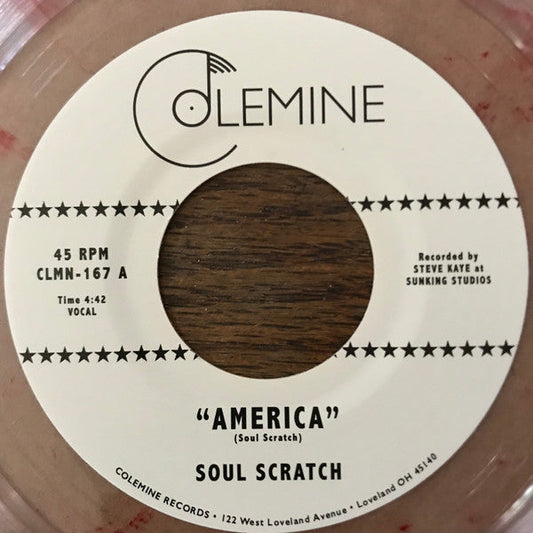 COLEMINE
45 RPM
CLMN-167 A
Time 4:42
VOCAL
Recorded by
STEVE KAYE at
SUNKING STUDIOS
“AMERICA”
(Soul Scratch)
SOUL SCRATCH
COLEMINE RECORDS • 122 West Loveland Avenue • Loveland OH 45140